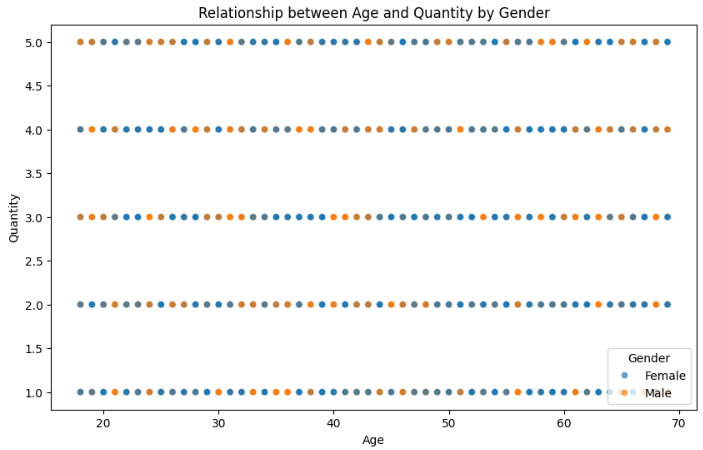 Relationship between Age and Quantity by Gender
Quantity
5.0
4.5
4.0
3.5
3.0
2.5
2.0
1.5
1.0
Gender
Female
Male
20
30
40
50
60
70
Age